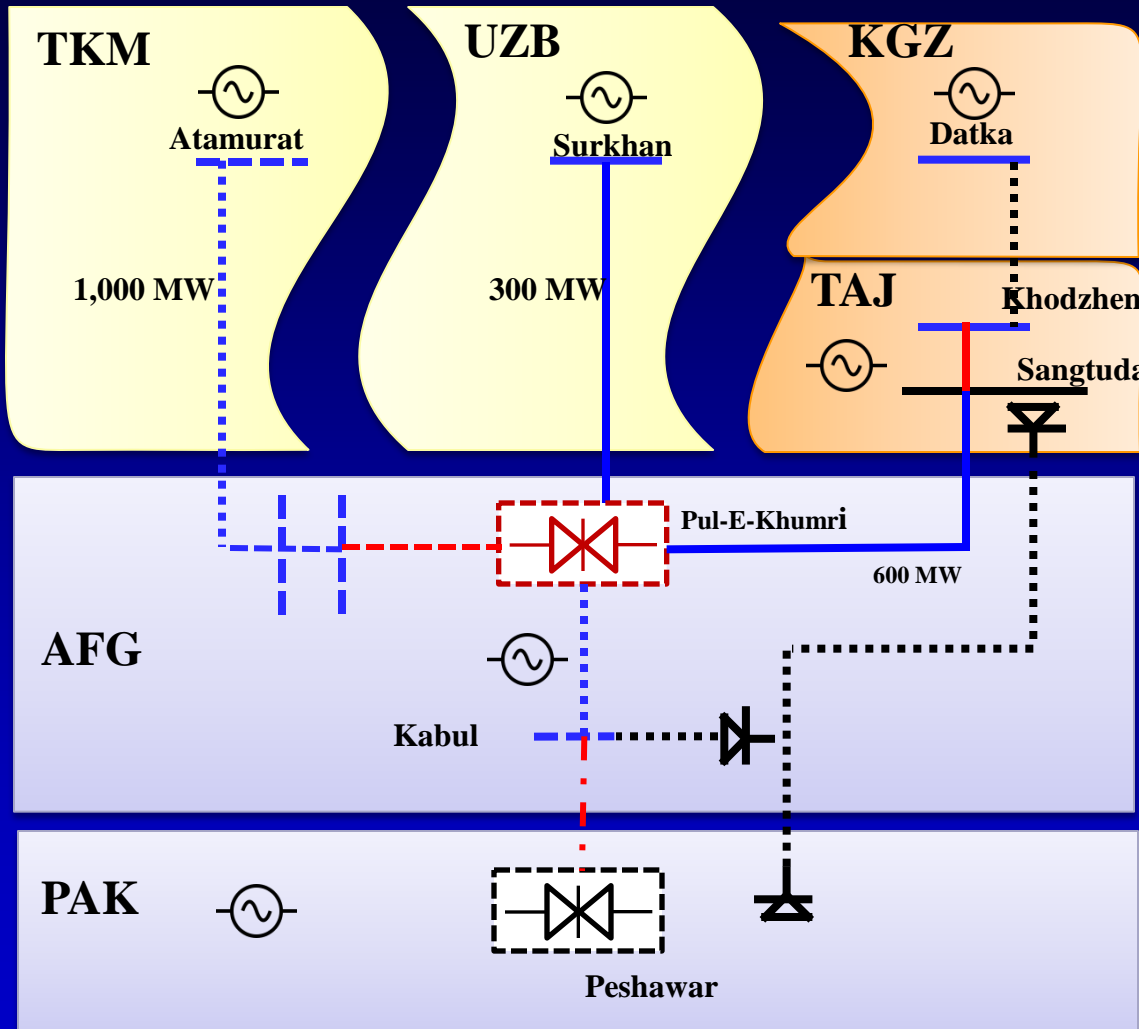 TKM
UZB
KGZ
Atamurat
Surkhan
Datka
1,000 MW
300 MW
TAJ
Khodzhen
Sangtuda
Pul-E-Khumri
600 MW
AFG
Kabul
PAK
Peshawar